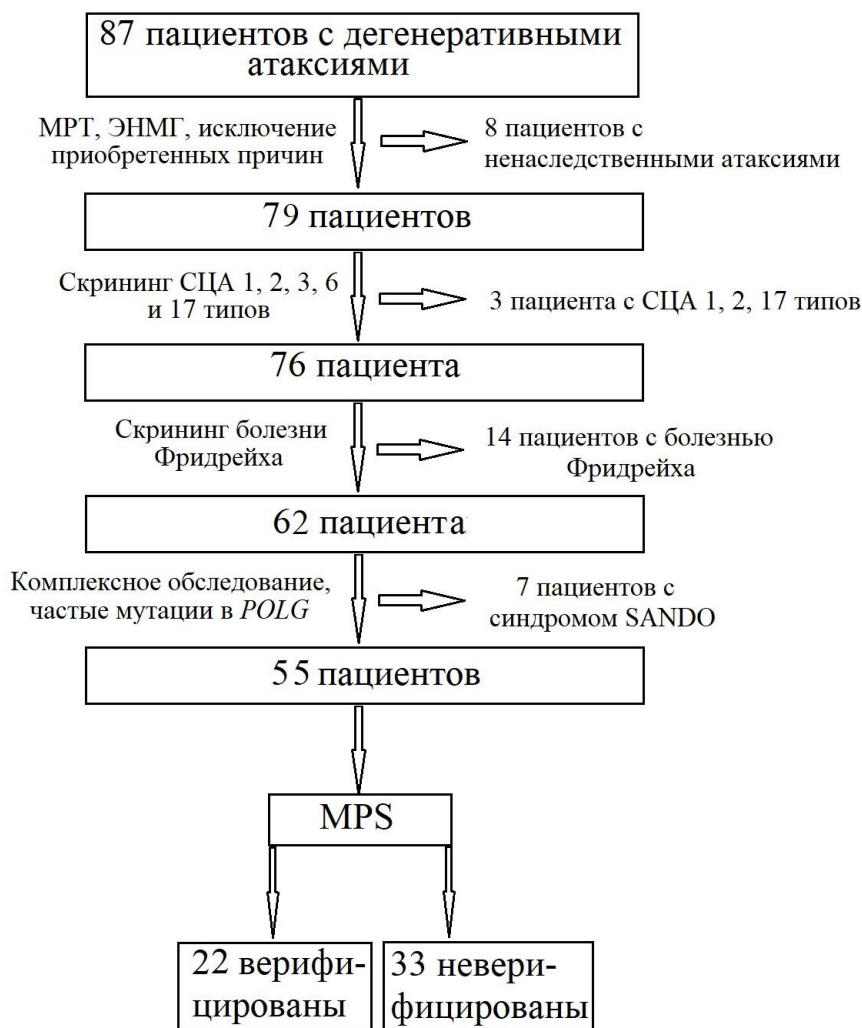 87 пациентов с дегенеративными
атаксиями
МРТ, ЭНМГ, исключение
приобретенных причин
8 пациентов с
ненаследственными атаксиями
79 пациентов
Скрининг СЦА 1, 2, 3, 6
и 17 типов
3 пациента с СЦА 1, 2, 17 типов
76 пациента
Скрининг болезни
Фридрейха
14 пациентов с болезнью
Фридрейха
62 пациента
Комплексное обследование,
частые мутации в POLG
7 пациентов с
синдромом SANDO
55 пациентов
MPS
22 верифи-
цированы
33 невери-
фицированы